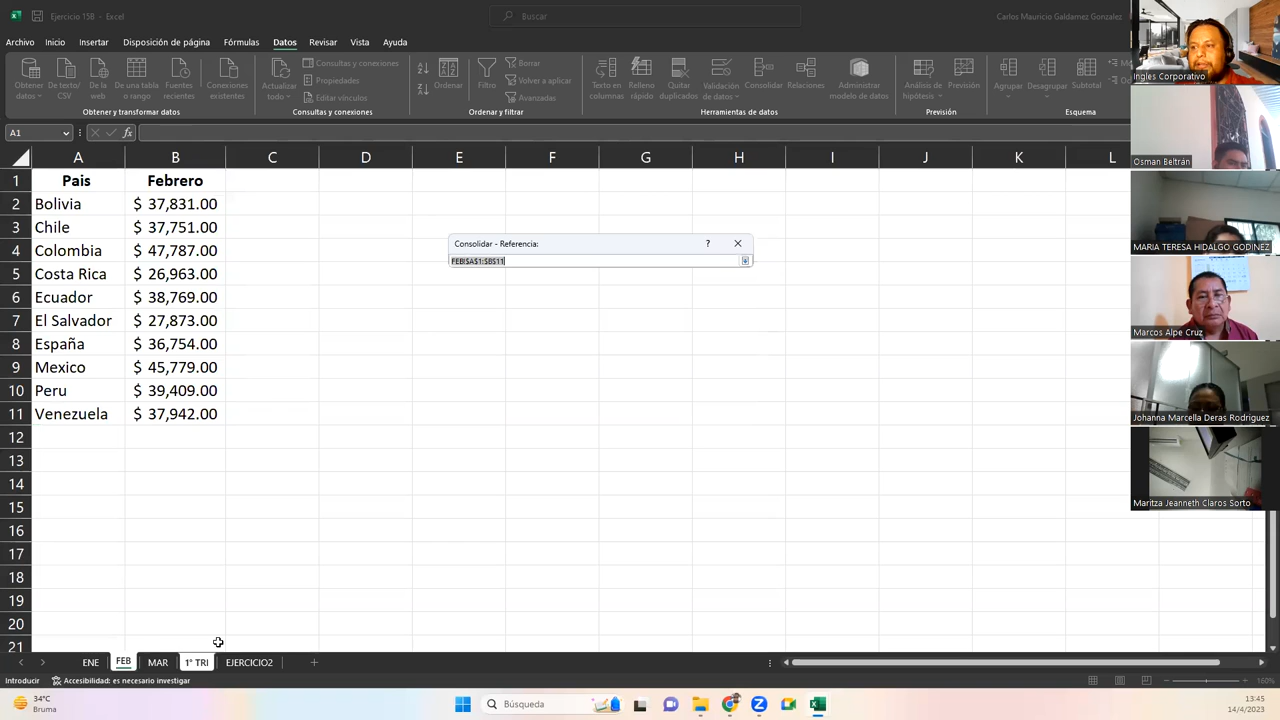 Ejercicio 15B - Excel
Buscar
Carlos Mauricio Galdamez Gonzalez
Archivo Inicio Insertar Disposición de página Fórmulas Datos Revisar Vista Ayuda
Obtener datos
De texto/ CSV
De la web
De una tabla o rango
Fuentes recientes
Conexiones existentes
Obtener y transformar datos
Actualizar todo
Consultas y conexiones
Propiedades
Editar vínculos
Consultas y conexiones
Borrar
Volver a aplicar
Avanzadas
Ordenar y filtrar
Texto en columnas
Relleno rápido
Quitar duplicados
Validación de datos
Relaciones
Administrar modelo de datos
Herramientas de datos
Análisis de hipótesis
Previsión
Previsión
Agrupar
Desagrupar
Subtotal
Esquema
A1
A B C D E F G H I J K L
1 Pais Febrero
2 Bolivia $ 37,831.00
3 Chile $ 37,751.00
4 Colombia $ 47,787.00
5 Costa Rica $ 26,963.00
6 Ecuador $ 38,769.00
7 El Salvador $ 27,873.00
8 España $ 36,754.00
9 Mexico $ 45,779.00
10 Peru $ 39,409.00
11 Venezuela $ 37,942.00
12
13
14
15
16
17
18
19
20
21
Consolidar - Referencia:
?
FEB!$A$1:$B$11
Ingles Corporativo
Osman Beltrán
MARIA TERESA HIDALGO GODINEZ
Marcos Alpe Cruz
Johanna Marcella Deras Rodriguez
Maritza Jeanneth Claros Sorto
ENE FEB MAR 1° TRI EJERCICIO2
Introducir
Accesibilidad: es necesario investigar
160%
34°C
Bruma
Búsqueda
13:45
14/4/2023